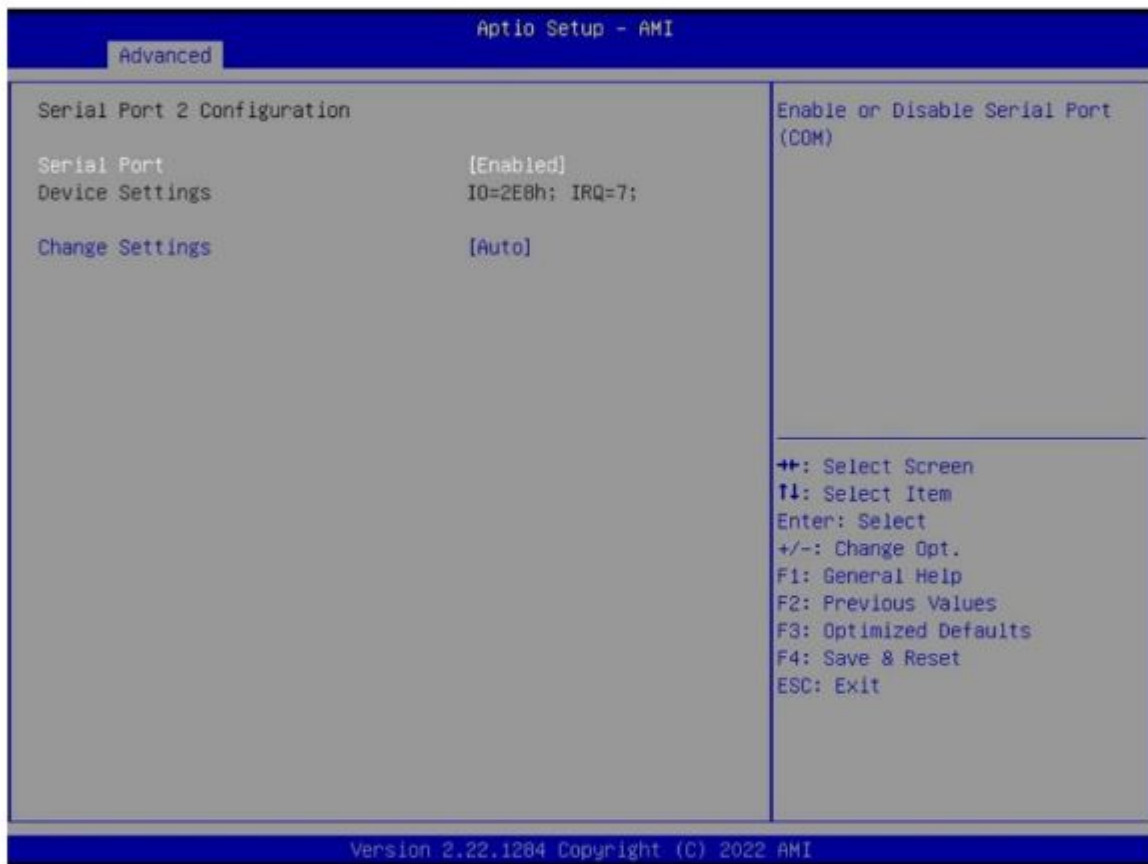 Aptio Setup - AMI
Advanced
Serial Port 2 Configuration
Serial Port [Enabled]
Device Settings IO=2E8h; IRQ=7;
Change Settings [Auto]
Enable or Disable Serial Port
(COM)
→←: Select Screen
↑↓: Select Item
Enter: Select
+/-: Change Opt.
F1: General Help
F2: Previous Values
F3: Optimized Defaults
F4: Save & Reset
ESC: Exit
Version 2.22.1284 Copyright (C) 2022 AMI